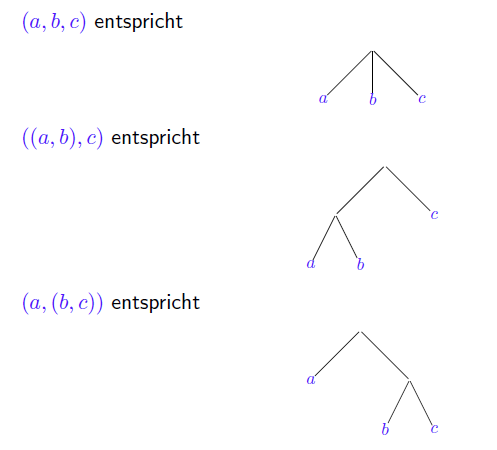 (a, b, c) entspricht
a b c
((a, b), c) entspricht
c
a b
(a, (b, c)) entspricht
a
b c